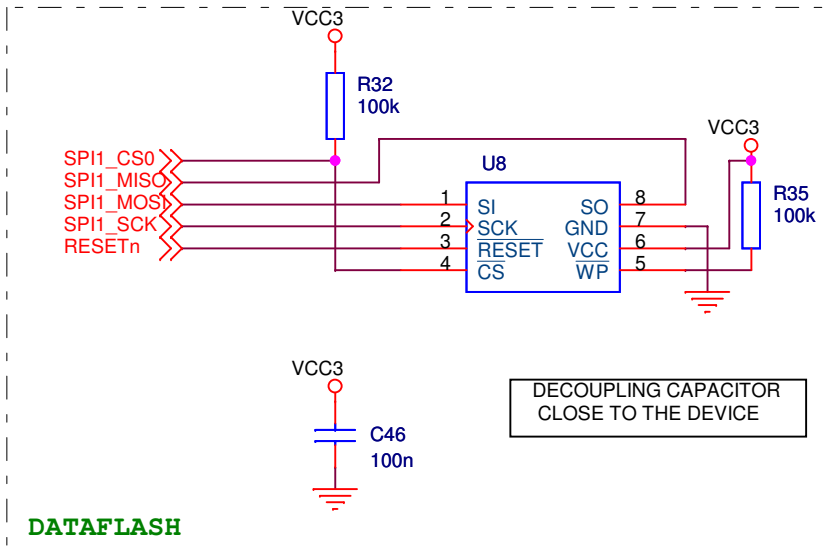 VCC3
R32
100k
SPI1_CS0
SPI1_MISO
SPI1_MOSI
SPI1_SCK
RESETn
U8
1
2
3
4
SI
SCK
RESET
CS
SO
GND
VCC
WP
8
7
6
5
VCC3
R35
100k
VCC3
C46
100n
DECOUPLING CAPACITOR
CLOSE TO THE DEVICE
DATAFLASH